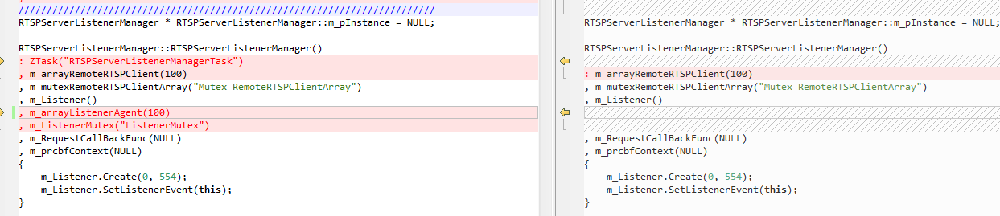 //////////////////////////////////////////////////////////////////////////
RTSPServerListenerManager * RTSPServerListenerManager::m_pInstance = NULL;
RTSPServerListenerManager::RTSPServerListenerManager()
: ZTask("RTSPServerListenerManagerTask")
, m_arrayRemoteRTSPClient(100)
, m_mutexRemoteRTSPClientArray("Mutex_RemoteRTSPClientArray")
, m_Listener()
, m_arrayListenerAgent(100)
, m_ListenerMutex("ListenerMutex")
, m_RequestCallBackFunc(NULL)
, m_prcbfContext(NULL)
{
m_Listener.Create(0, 554);
m_Listener.SetListenerEvent(this);
}
RTSPServerListenerManager * RTSPServerListenerManager::m_pInstance = NULL;
RTSPServerListenerManager::RTSPServerListenerManager()
: m_arrayRemoteRTSPClient(100)
, m_mutexRemoteRTSPClientArray("Mutex_RemoteRTSPClientArray")
, m_Listener()
, m_RequestCallBackFunc(NULL)
, m_prcbfContext(NULL)
{
m_Listener.Create(0, 554);
m_Listener.SetListenerEvent(this);
}